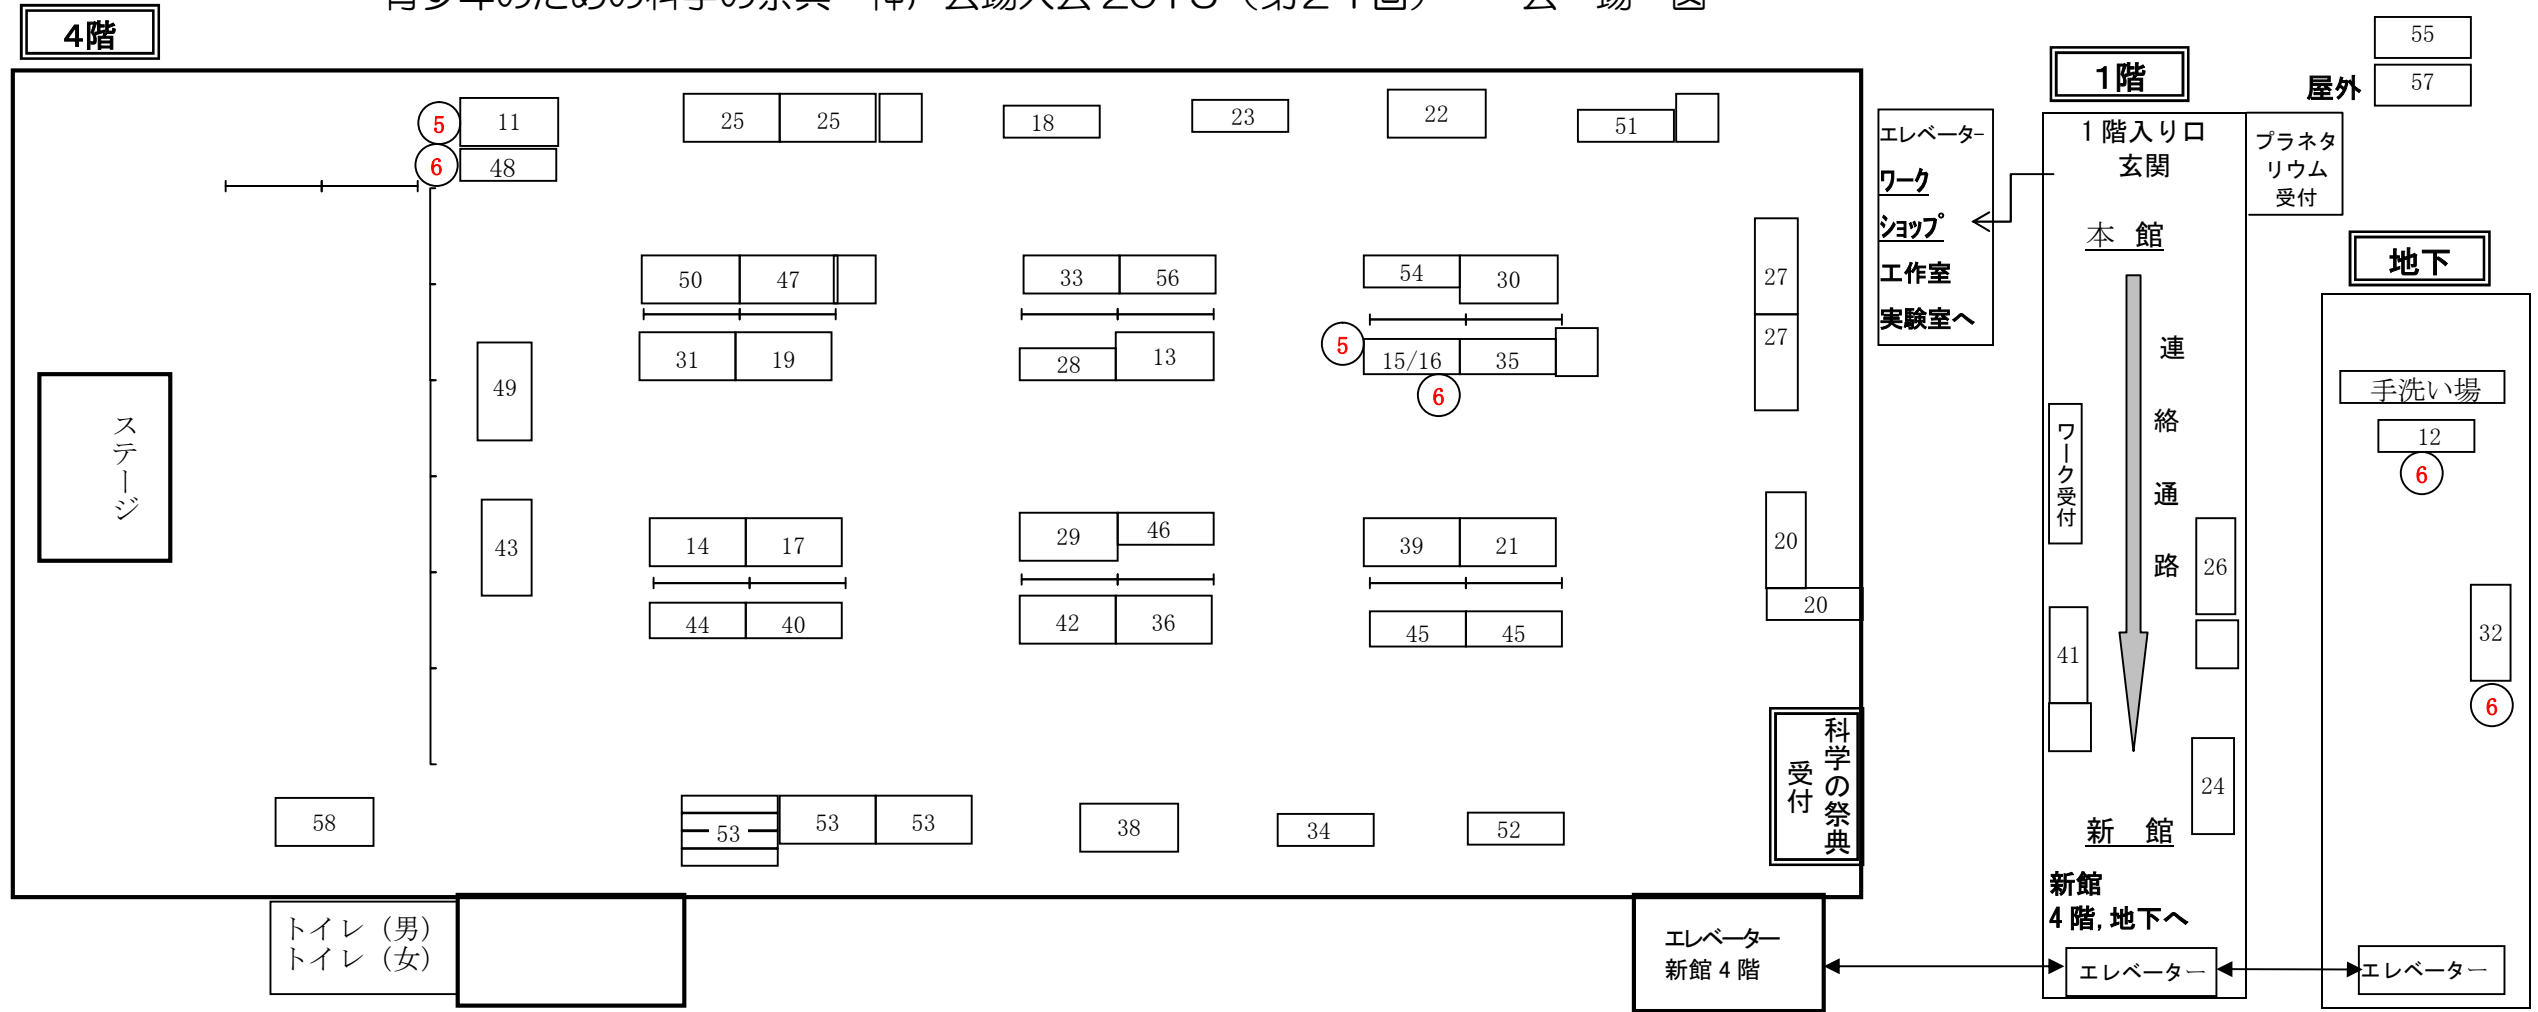 4階
11
5
48
6
25
25
18
23
22
51
50
47
33
56
54
30
27
31
19
28
13
5
15/16
35
6
27
49
ステージ
43
14
17
29
46
39
21
20
20
44
40
42
36
45
45
科学の祭典
受付
58
53
53
53
38
34
52
トイレ（男）
トイレ（女）
エレベーター
新館4階
エレベーター
ワーク
ショップ
工作室
実験室へ
1階
1階入り口
玄関
プラネタ
リウム
受付
屋外
55
57
本 館
連絡通路
ワーク受付
26
41
24
新 館
新館
4階,地下へ
エレベーター
地下
手洗い場
12
6
32
6
エレベーター